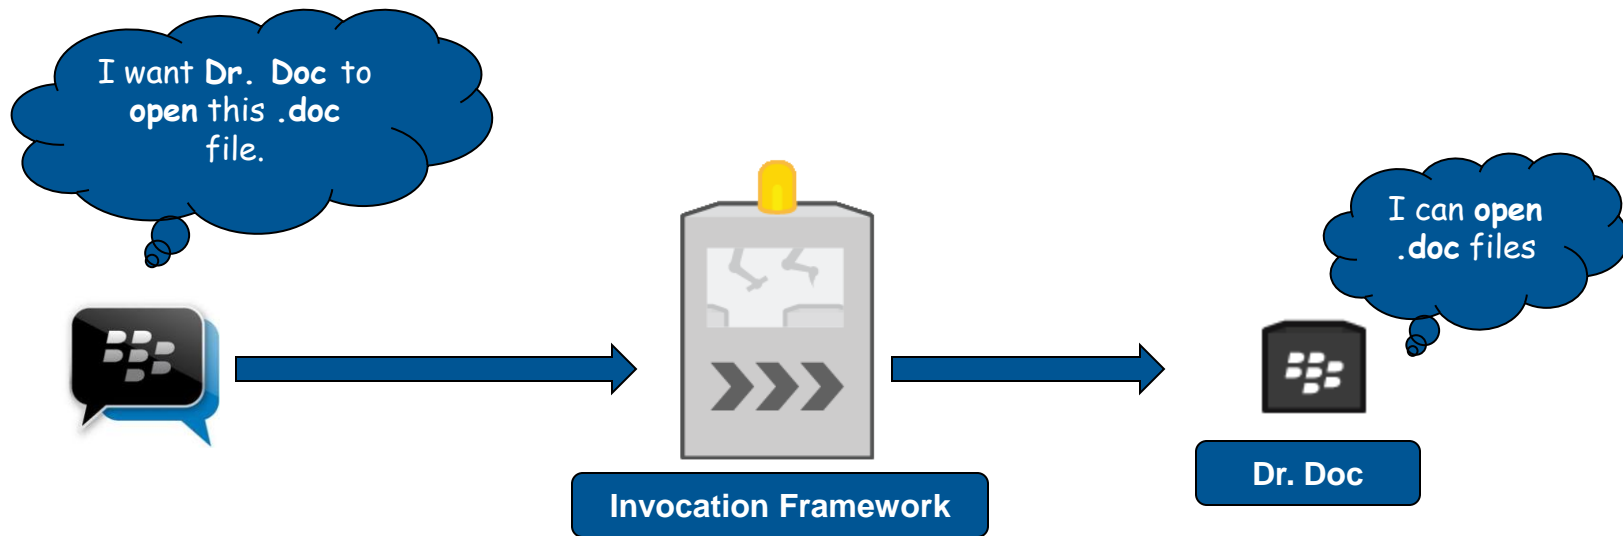 I want Dr. Doc to
open this .doc
file.
I can open
.doc files
Dr. Doc
Invocation Framework